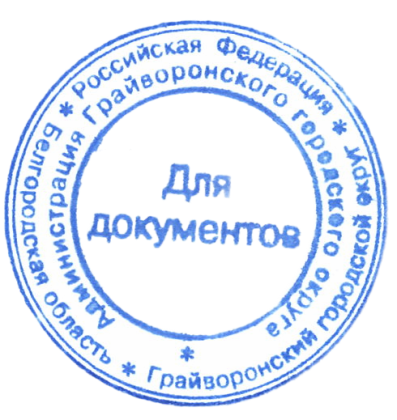 * Российская Федерация * Белгородская область * Грайворонский городской округ
Администрация Грайворонского городского округа *
Для
документов